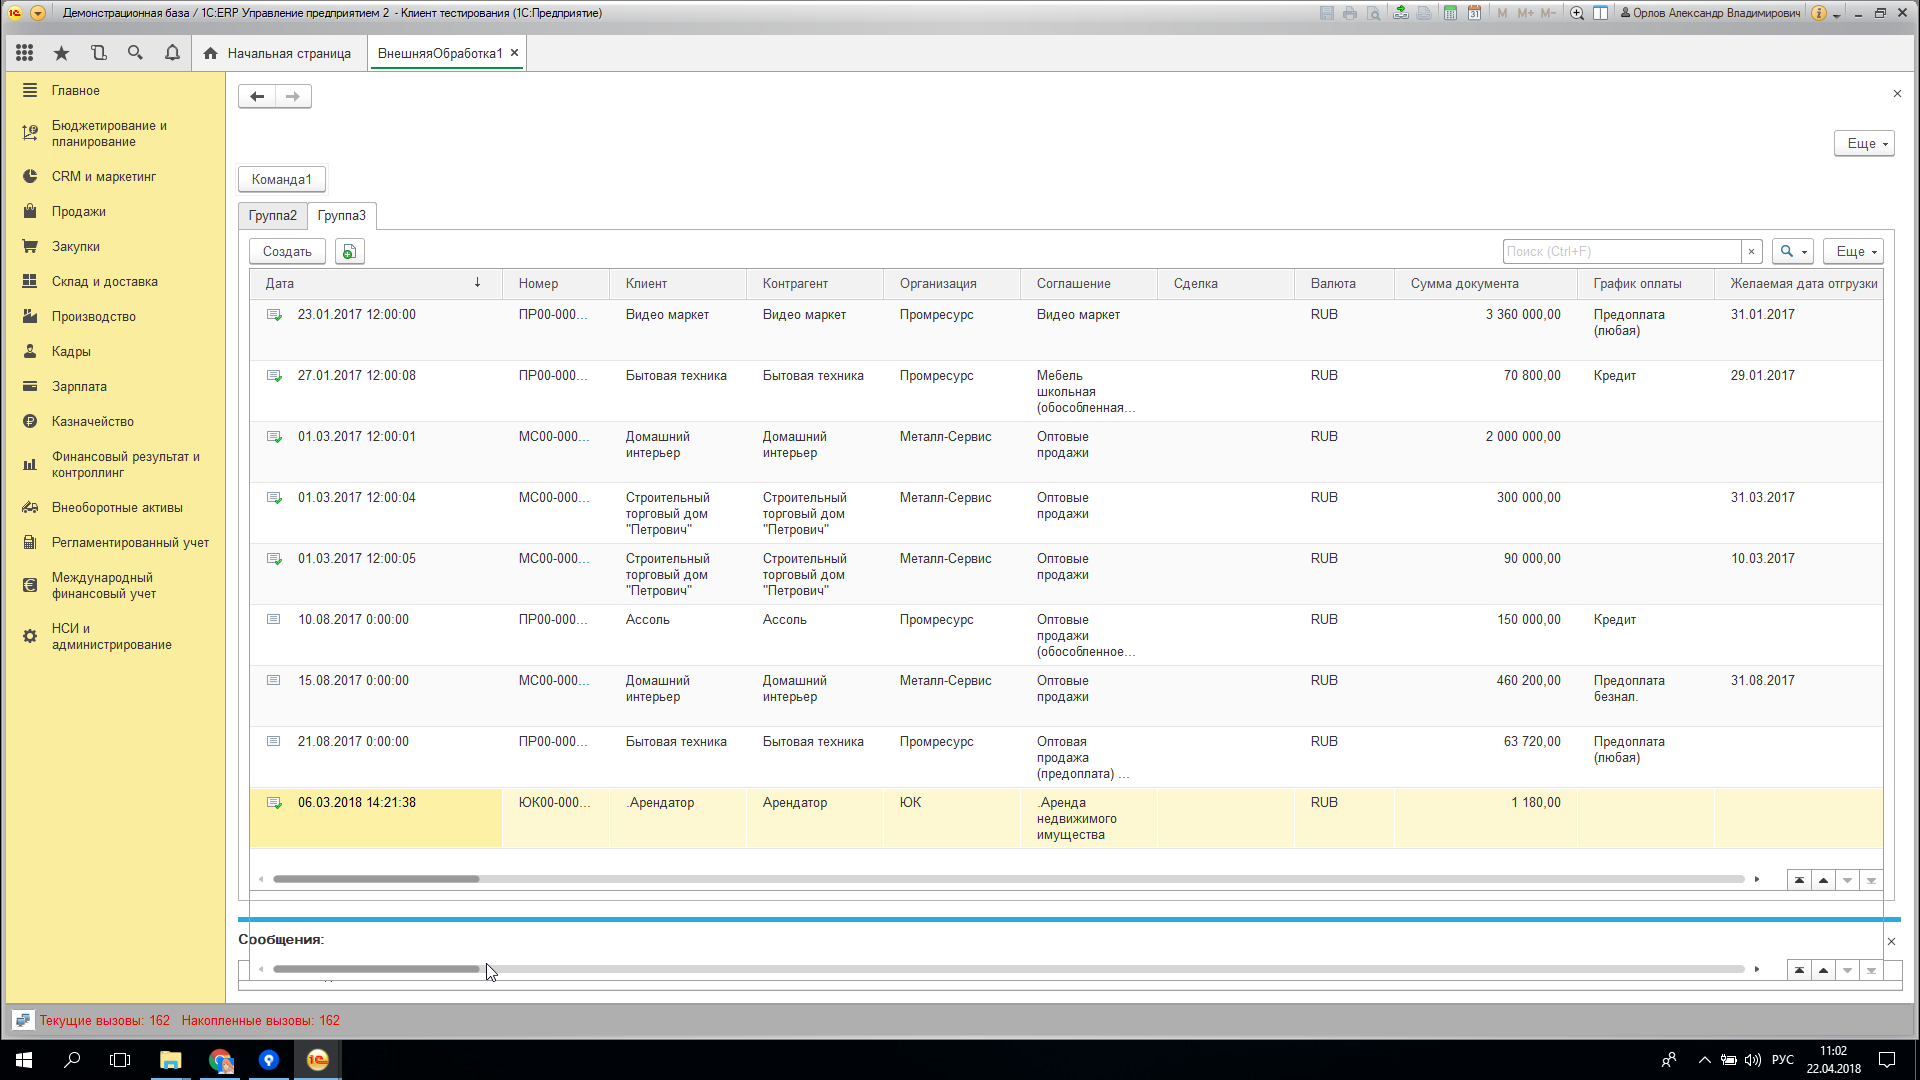 Демонстрационная база / 1С:ERP Управление предприятием 2 - Клиент тестирования (1С:Предприятие)
M M+ M- Орлов Александр Владимирович
Начальная страница ВнешняяОбработка1
Главное
Бюджетирование и
планирование
CRM и маркетинг
Продажи
Закупки
Склад и доставка
Производство
Кадры
Зарплата
Казначейство
Финансовый результат и
контроллинг
Внеоборотные активы
Регламентированный учет
Международный
финансовый учет
НСИ и
администрирование
Еще
Команда1
Группа2 Группа3
Создать Поиск (Ctrl+F) × Еще
Дата Номер Клиент Контрагент Организация Соглашение Сделка Валюта Сумма документа График оплаты Желаемая дата отгрузки
23.01.2017 12:00:00 ПР00-000... Видео маркет Видео маркет Промресурс Видео маркет RUB 3 360 000,00 Предоплата 31.01.2017
(любая)
27.01.2017 12:00:08 ПР00-000... Бытовая техника Бытовая техника Промресурс Мебель RUB 70 800,00 Кредит 29.01.2017
школьная
(обособленная...
01.03.2017 12:00:01 МС00-000... Домашний Домашний Металл-Сервис Оптовые RUB 2 000 000,00
интерьер интерьер продажи
01.03.2017 12:00:04 МС00-000... Строительный Строительный Металл-Сервис Оптовые RUB 300 000,00 31.03.2017
торговый дом торговый дом продажи
"Петрович" "Петрович"
01.03.2017 12:00:05 МС00-000... Строительный Строительный Металл-Сервис Оптовые RUB 90 000,00 10.03.2017
торговый дом торговый дом продажи
"Петрович" "Петрович"
10.08.2017 0:00:00 ПР00-000... Ассоль Ассоль Промресурс Оптовые RUB 150 000,00 Кредит
продажи
(обособленное...
15.08.2017 0:00:00 МС00-000... Домашний Домашний Металл-Сервис Оптовые RUB 460 200,00 Предоплата 31.08.2017
интерьер интерьер продажи безнал.
21.08.2017 0:00:00 ПР00-000... Бытовая техника Бытовая техника Промресурс Оптовая RUB 63 720,00 Предоплата
продажа (любая)
(предоплата) ...
06.03.2018 14:21:38 ЮК00-000... .Арендатор Арендатор ЮК .Аренда RUB 1 180,00
недвижимого
имущества
Сообщения:
Текущие вызовы: 162 Накопленные вызовы: 162
РУС
11:02
22.04.2018